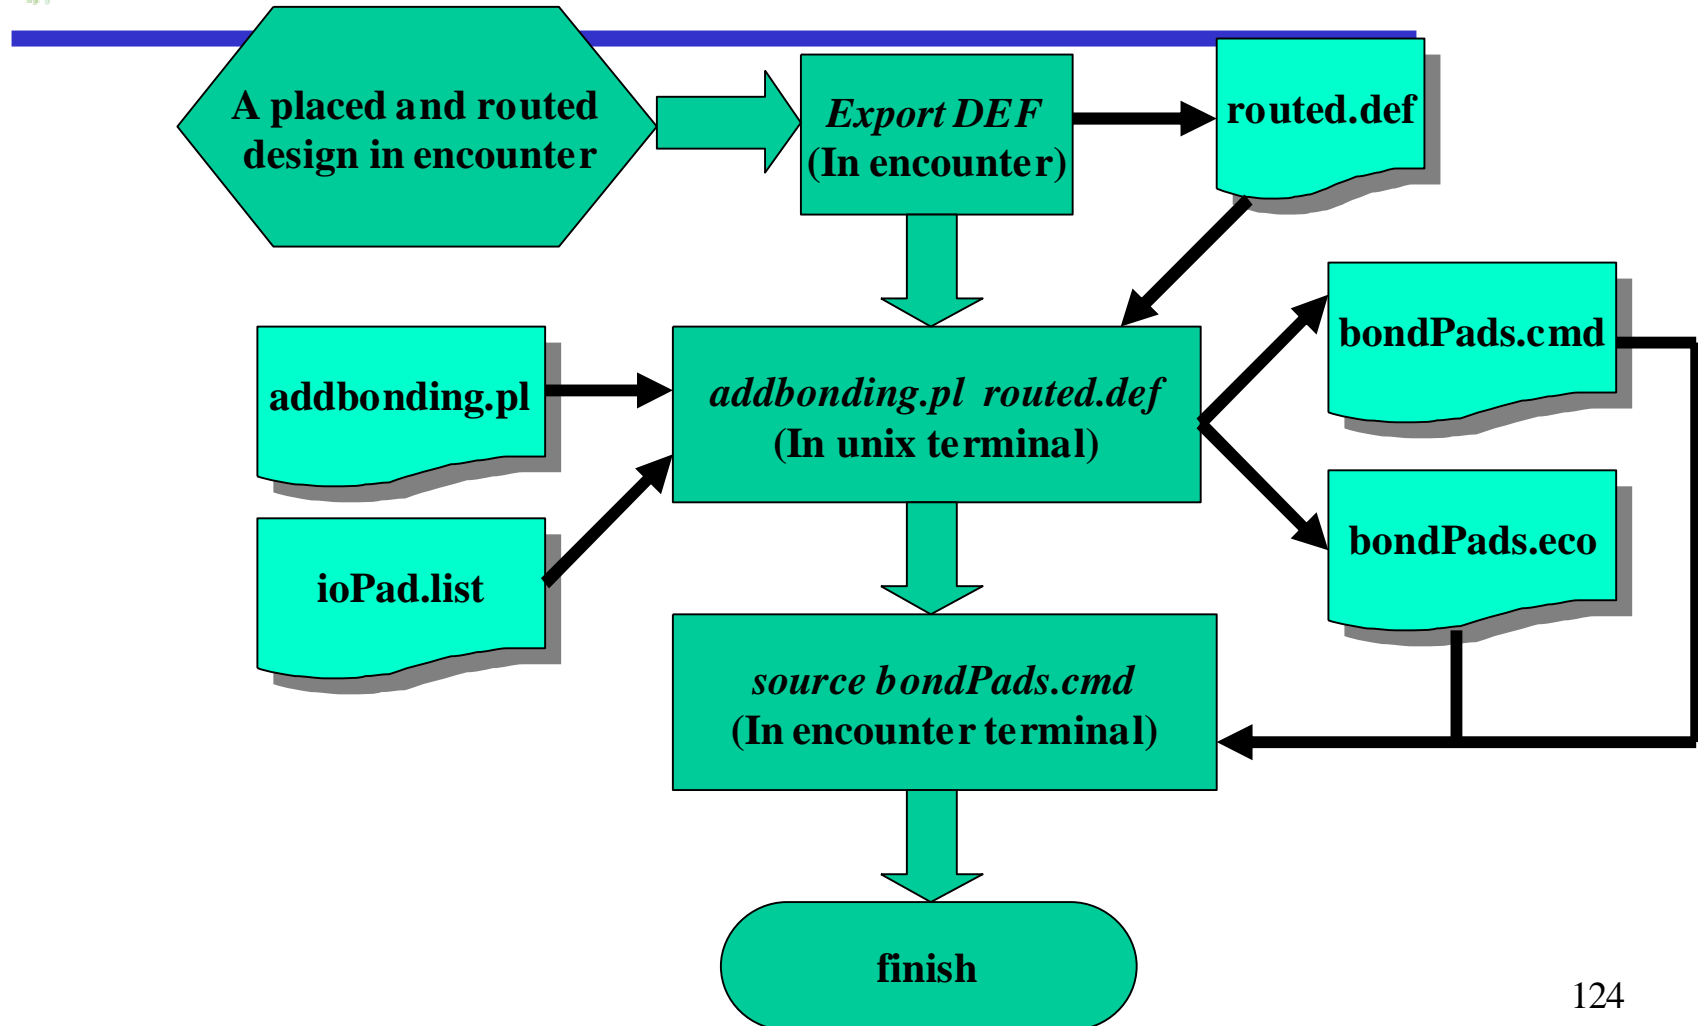 A placed and routed
design in encounter
Export DEF
(In encounter)
routed.def
addbonding.pl
ioPad.list
addbonding.pl routed.def
(In unix terminal)
bondPads.cmd
bondPads.eco
source bondPads.cmd
(In encounter terminal)
finish
124